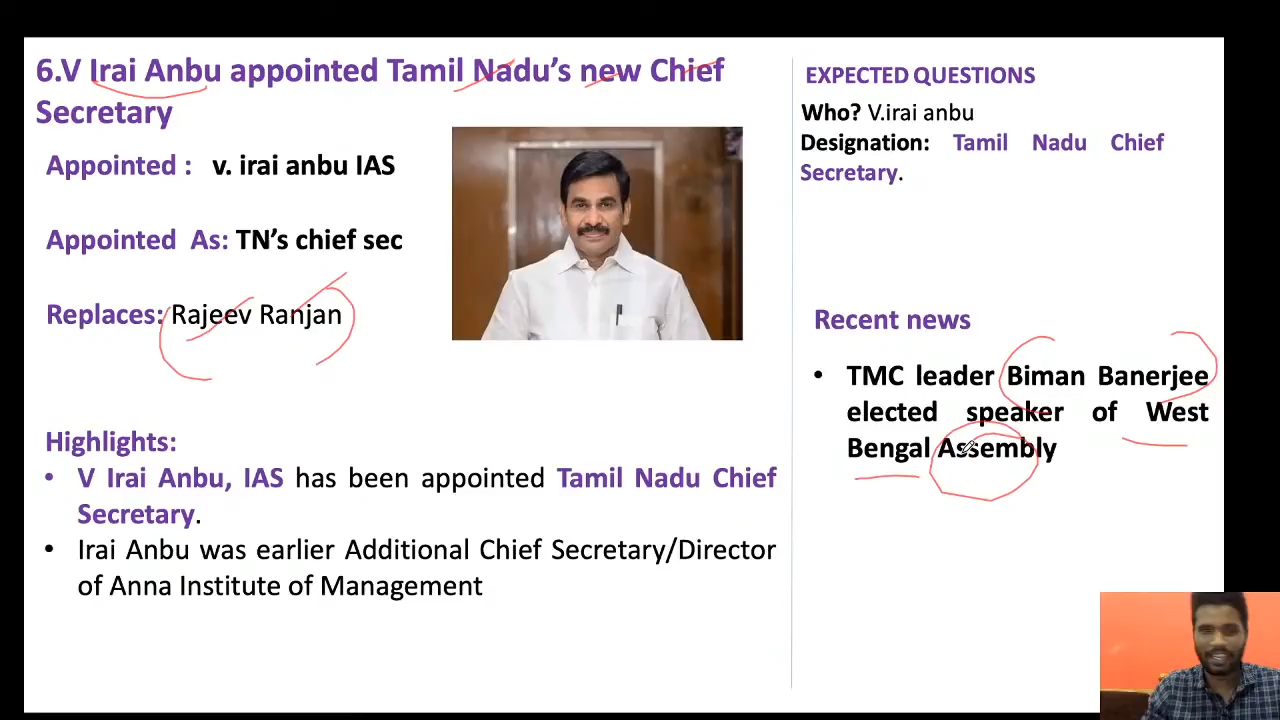 6.V Irai Anbu appointed Tamil Nadu’s new Chief
Secretary
Appointed : v. irai anbu IAS
Appointed As: TN’s chief sec
Replaces: Rajeev Ranjan
Highlights:
• V Irai Anbu, IAS has been appointed Tamil Nadu Chief
Secretary.
• Irai Anbu was earlier Additional Chief Secretary/Director
of Anna Institute of Management
EXPECTED QUESTIONS
Who? V.irai anbu
Designation: Tamil Nadu Chief
Secretary.
Recent news
• TMC leader Biman Banerjee
elected speaker of West
Bengal Assembly